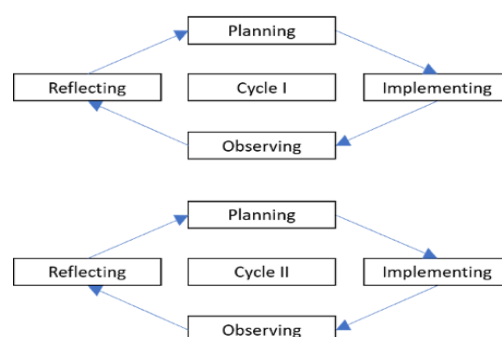 Planning
Reflecting Cycle I Implementing
Observing
Planning
Reflecting Cycle II Implementing
Observing